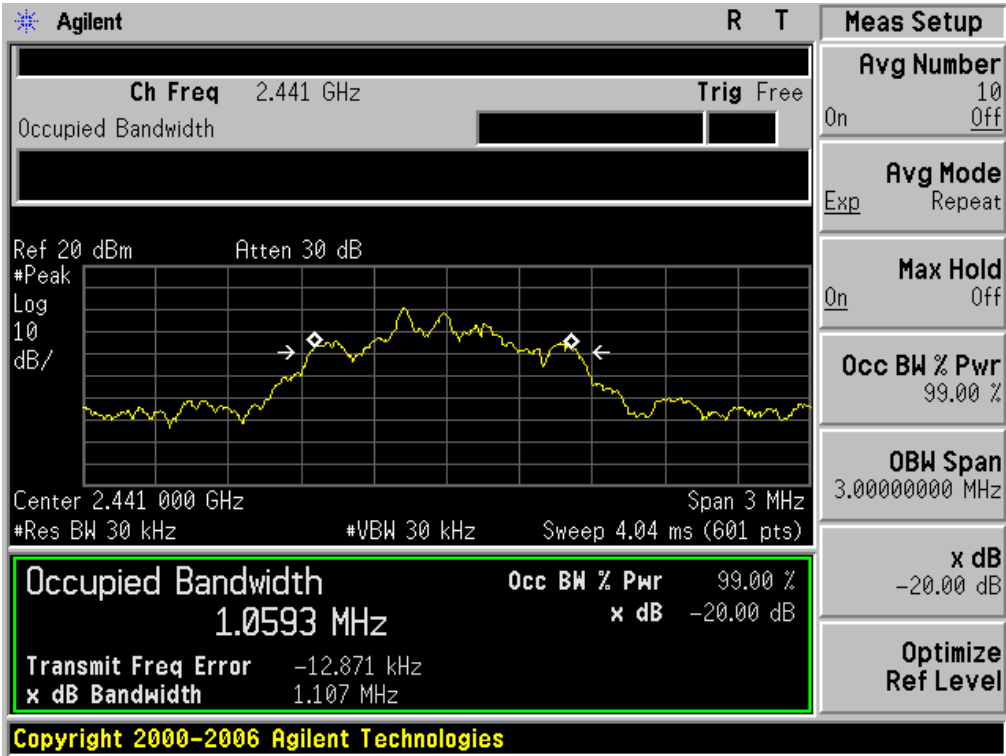 Agilent R T
Ch Freq 2.441 GHz Trig Free
Occupied Bandwidth
Ref 20 dBm Atten 30 dB
#Peak
Log
10
dB/
Center 2.441 000 GHz Span 3 MHz
#Res BW 30 kHz #VBW 30 kHz Sweep 4.04 ms (601 pts)
Occupied Bandwidth Occ BW % Pwr 99.00 %
1.0593 MHz x dB -20.00 dB
Transmit Freq Error -12.871 kHz
x dB Bandwidth 1.107 MHz
Copyright 2000-2006 Agilent Technologies
Meas Setup
Avg Number
10
On Off
Avg Mode
Exp Repeat
Max Hold
On Off
Occ BW % Pwr
99.00 %
OBW Span
3.00000000 MHz
x dB
-20.00 dB
Optimize
Ref Level